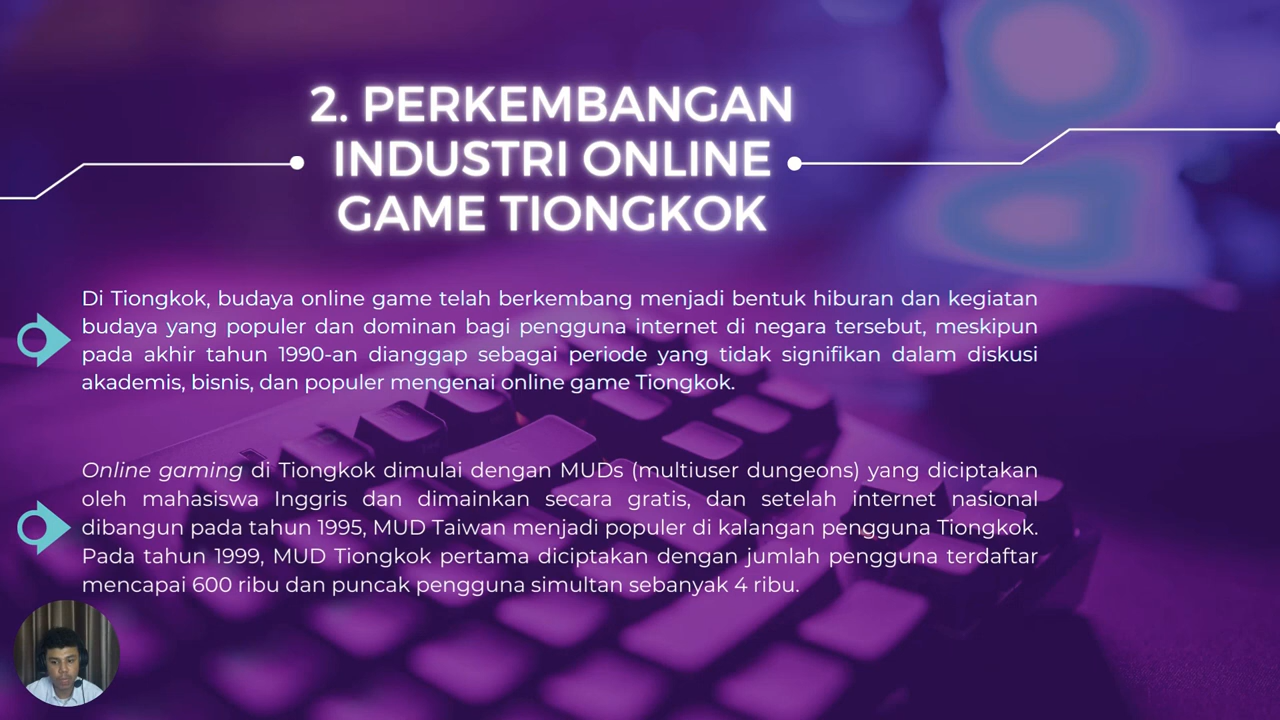 2. PERKEMBANGAN
INDUSTRI ONLINE
GAME TIONGKOK
Di Tiongkok, budaya online game telah berkembang menjadi bentuk hiburan dan kegiatan
budaya yang populer dan dominan bagi pengguna internet di negara tersebut, meskipun
pada akhir tahun 1990-an dianggap sebagai periode yang tidak signifikan dalam diskusi
akademis, bisnis, dan populer mengenai online game Tiongkok.
Online gaming di Tiongkok dimulai dengan MUDs (multiuser dungeons) yang diciptakan
oleh mahasiswa Inggris dan dimainkan secara gratis, dan setelah internet nasional
dibangun pada tahun 1995, MUD Taiwan menjadi populer di kalangan pengguna Tiongkok.
Pada tahun 1999, MUD Tiongkok pertama diciptakan dengan jumlah pengguna terdaftar
mencapai 600 ribu dan puncak pengguna simultan sebanyak 4 ribu.